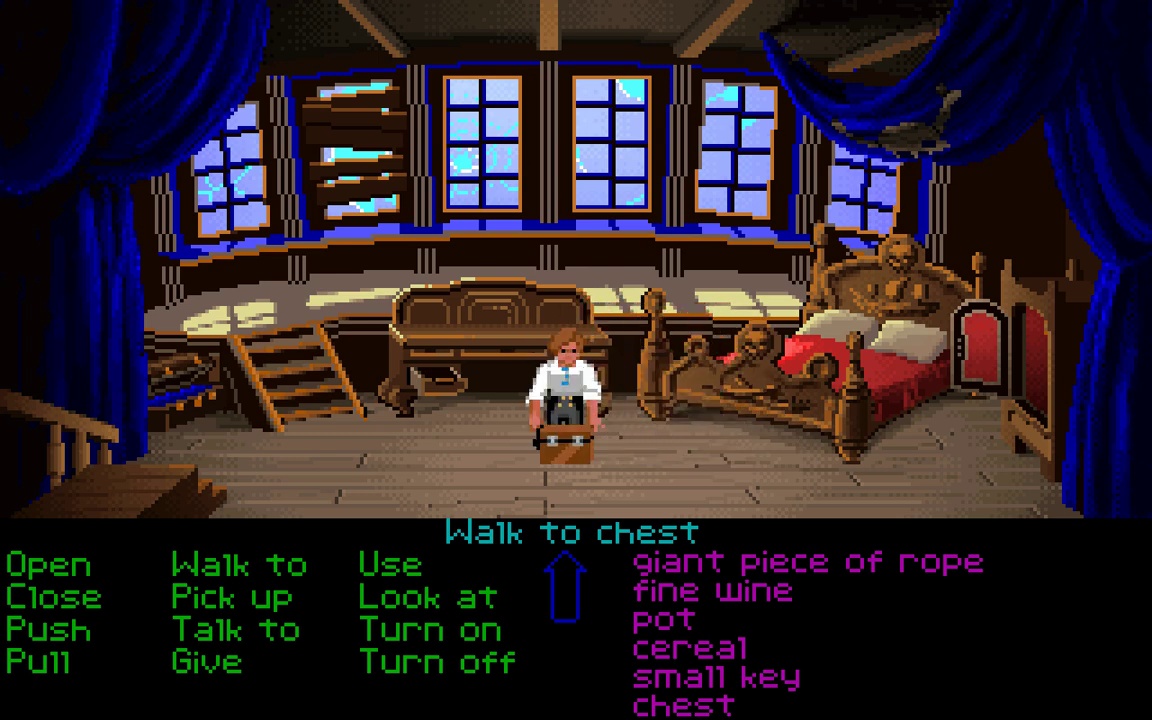 Walk to chest
Open Walk to Use
Close Pick up Look at
Push Talk to Turn on
Pull Give Turn off
giant piece of rope
fine wine
pot
cereal
small key
chest